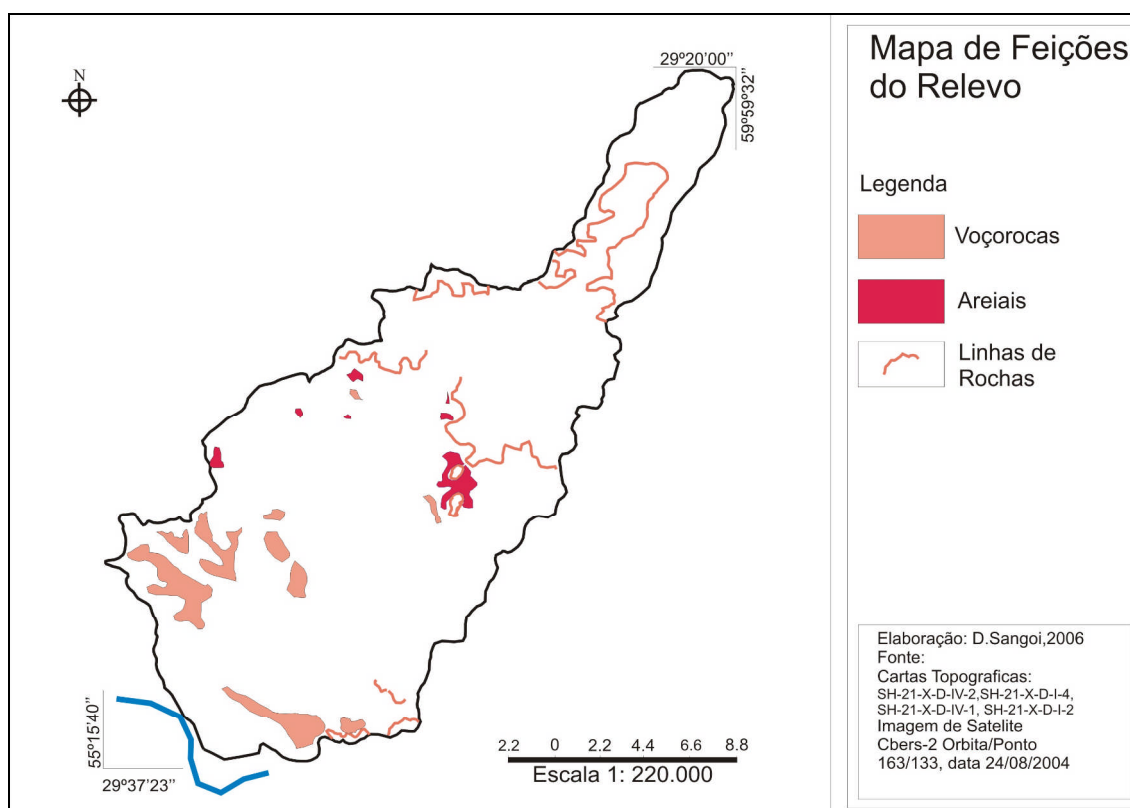 Mapa de Feições
do Relevo
N
29º20'00’’
59º59'32’’
Legenda
Voçorocas
Areiais
Linhas de
Rochas
55º15'40’’
29º37'23’’
2.2 0 2.2 4.4 6.6 8.8
Escala 1: 220.000
Elaboração: D.Sangoi,2006
Fonte:
Cartas Topograficas:
SH-21-X-D-IV-2,SH-21-X-D-I-4,
SH-21-X-D-IV-1, SH-21-X-D-I-2
Imagem de Satelite
Cbers-2 Orbita/Ponto
163/133, data 24/08/2004